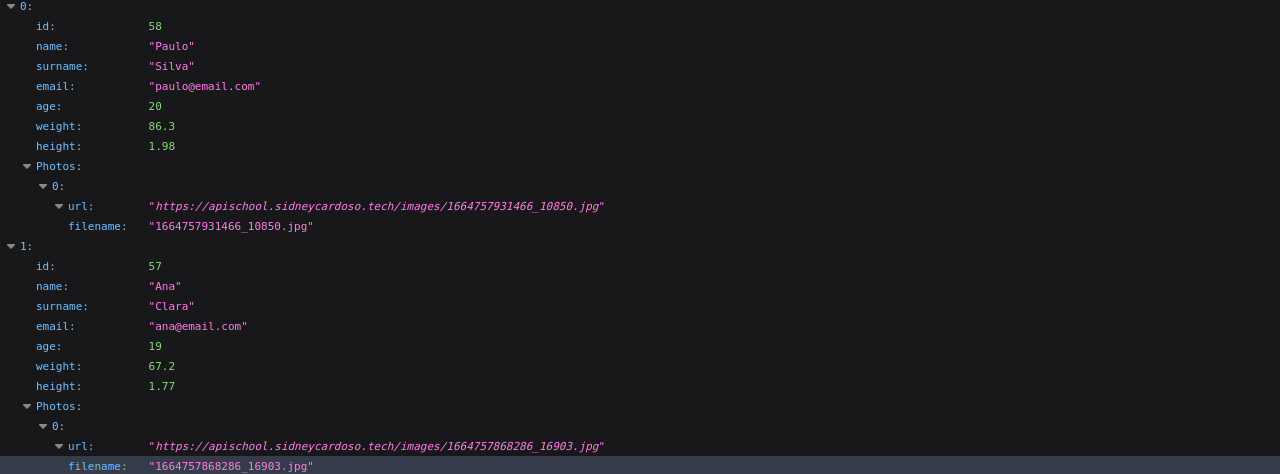 0:
id: 58
name: "Paulo"
surname: "Silva"
email: "paulo@email.com"
age: 20
weight: 86.3
height: 1.98
Photos:
0:
url: "https://apischool.sidneycardoso.tech/images/1664757931466_10850.jpg"
filename: "1664757931466_10850.jpg"
1:
id: 57
name: "Ana"
surname: "Clara"
email: "ana@email.com"
age: 19
weight: 67.2
height: 1.77
Photos:
0:
url: "https://apischool.sidneycardoso.tech/images/1664757868286_16903.jpg"
filename: "1664757868286_16903.jpg"